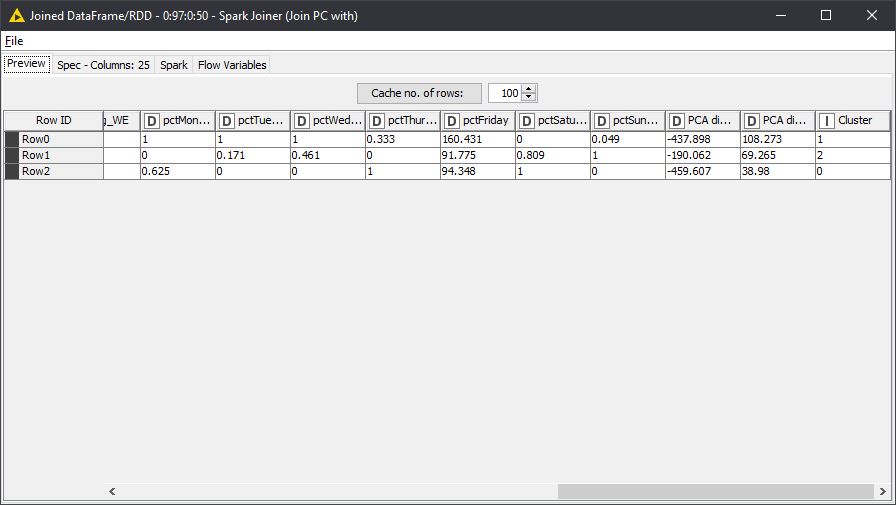 Joined DataFrame/RDD - 0:97:0:50 - Spark Joiner (Join PC with)
File
Preview Spec - Columns: 25 Spark Flow Variables
Cache no. of rows: 100
Row ID g_WE D pctMon... D pctTue... D pctWed... D pctThur... D pctFriday D pctSatu... D pctSun... D PCA di... D PCA di... I Cluster
Row0 1 1 1 0.333 160.431 0 0.049 -437.898 108.273 1
Row1 0 0.171 0.461 0 91.775 0.809 1 -190.062 69.265 2
Row2 0.625 0 0 1 94.348 1 0 -459.607 38.98 0